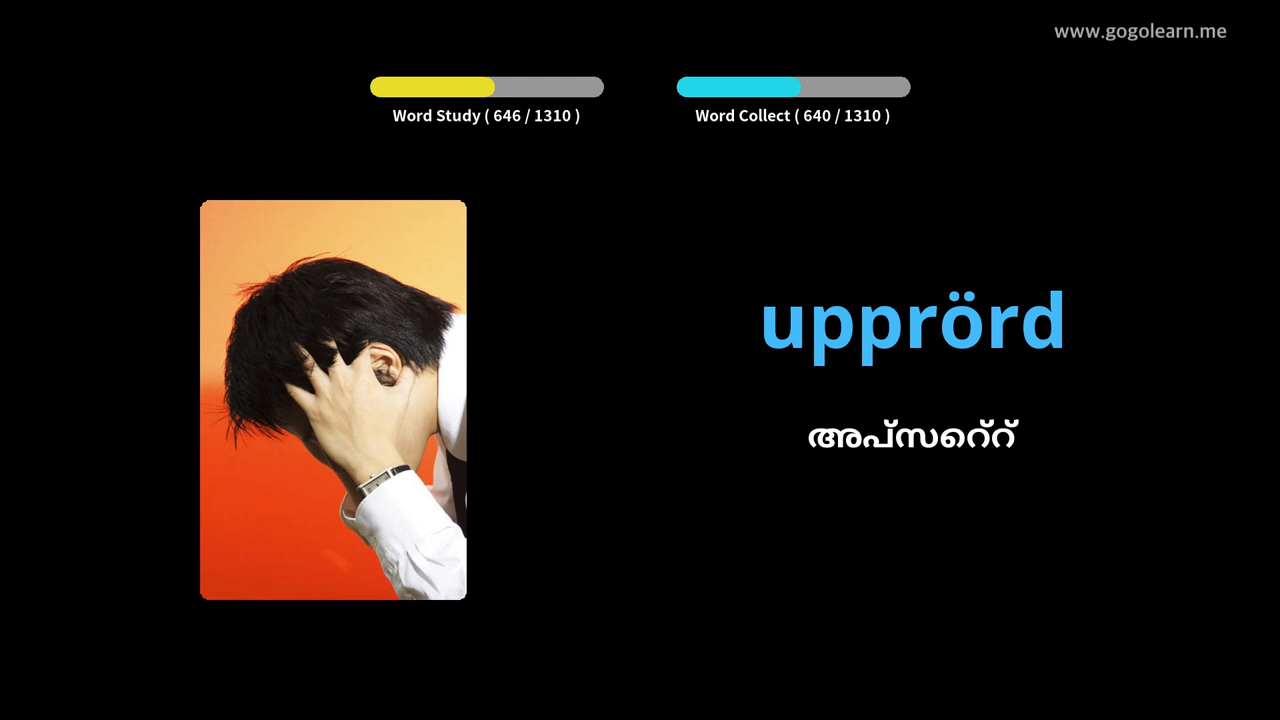 www.gogolearn.me
Word Study ( 646 / 1310 )
Word Collect ( 640 / 1310 )
upprörd
അപ്സറ്റെ്